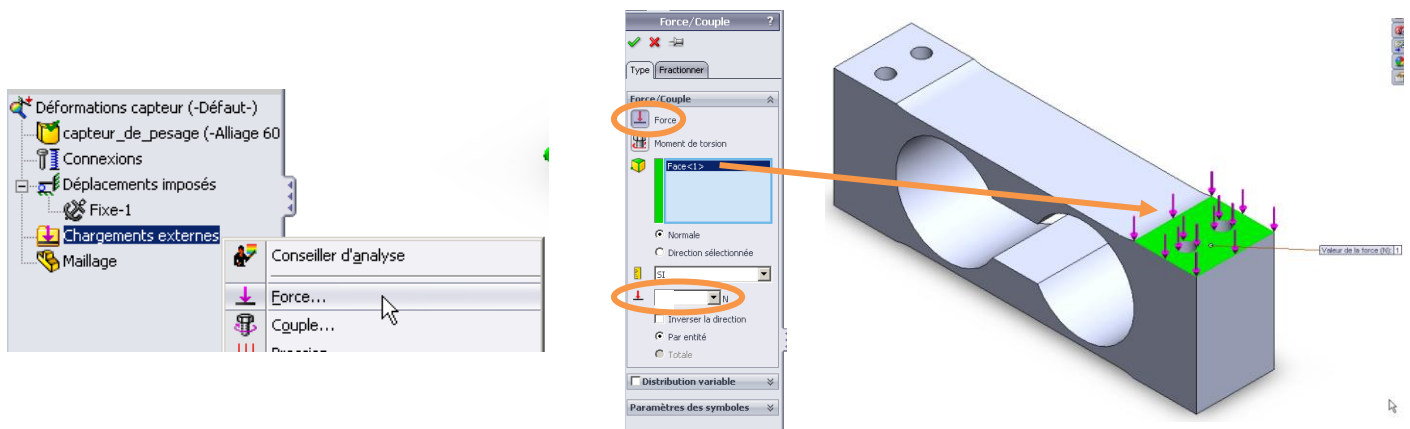 Déformations capteur (-Défaut-)
capteur_de_pesage (-Alliage 60
Connexions
Déplacements imposés
Fixe-1
Chargements externes
Maillage
Conseiller d'analyse
Force...
Couple...
Force/Couple ?
Type Fractionner
Force/Couple
Force
Moment de torsion
Face<1>
Normale
Direction sélectionnée
SI
N
Inverser la direction
Par entité
Totale
Distribution variable
Paramètres des symboles
Valeur de la force (N): 1